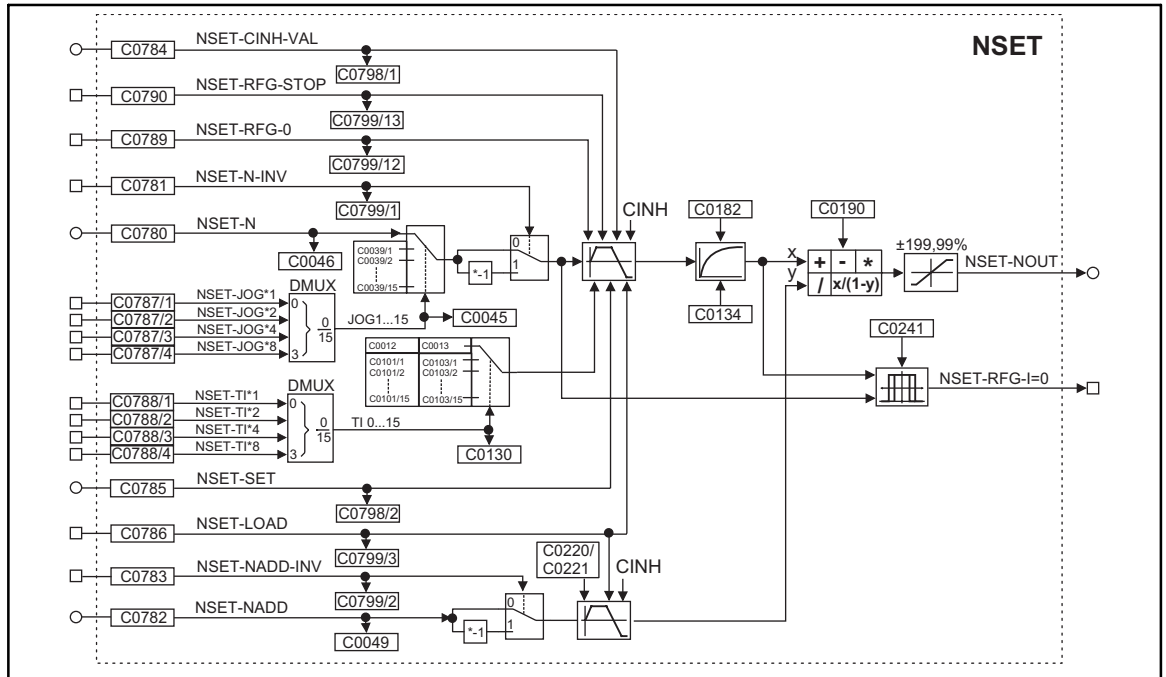 NSET
C0784 NSET-CINH-VAL
C0798/1
C0790 NSET-RFG-STOP
C0799/13
C0789 NSET-RFG-0
C0799/12
C0781 NSET-N-INV
C0799/1
C0780 NSET-N
C0046
C0039/1
C0039/2
C0039/15
*-1
0
1
CINH
C0182
C0134
C0190
x
y
+ - *
/ x/(1-y)
±199,99%
NSET-NOUT
C0241
NSET-RFG-I=0
C0787/1 NSET-JOG*1
C0787/2 NSET-JOG*2
C0787/3 NSET-JOG*4
C0787/4 NSET-JOG*8
DMUX
0
3
0
15
JOG1...15
C0045
C0012 C0013
C0101/1 C0103/1
C0101/2 C0103/2
C0101/15 C0103/15
C0788/1 NSET-TI*1
C0788/2 NSET-TI*2
C0788/3 NSET-TI*4
C0788/4 NSET-TI*8
DMUX
0
3
0
15
TI 0...15
C0130
C0785 NSET-SET
C0798/2
C0786 NSET-LOAD
C0799/3
C0783 NSET-NADD-INV
C0799/2
C0782 NSET-NADD
C0049
*-1
0
1
C0220/
C0221
CINH